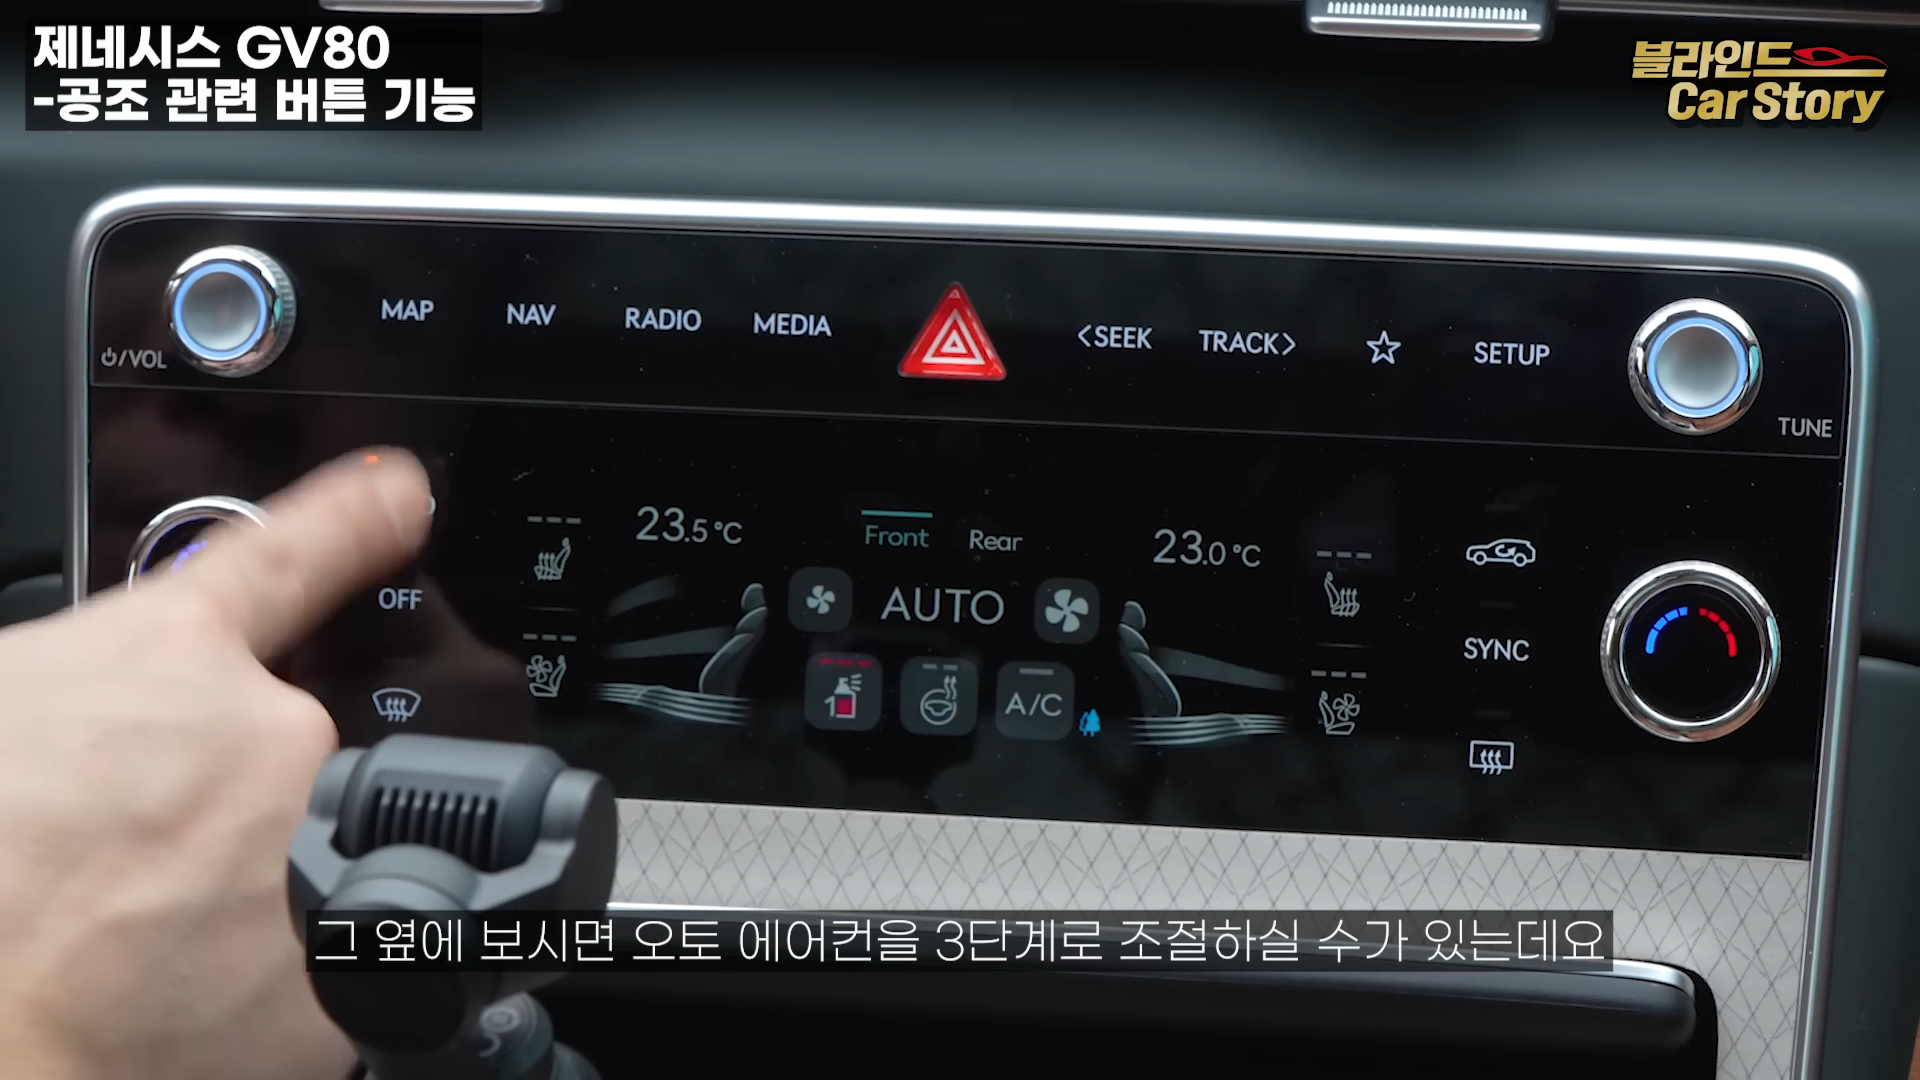 제네시스 GV80
-공조 관련 버튼 기능
블라인드
Car Story
MAP
NAV
RADIO
MEDIA
<SEEK
TRACK>
SETUP
/VOL
TUNE
23.5°C
Front
Rear
23.0°C
OFF
AUTO
SYNC
1
A/C
그 옆에 보시면 오토 에어컨을 3단계로 조절하실 수가 있는데요